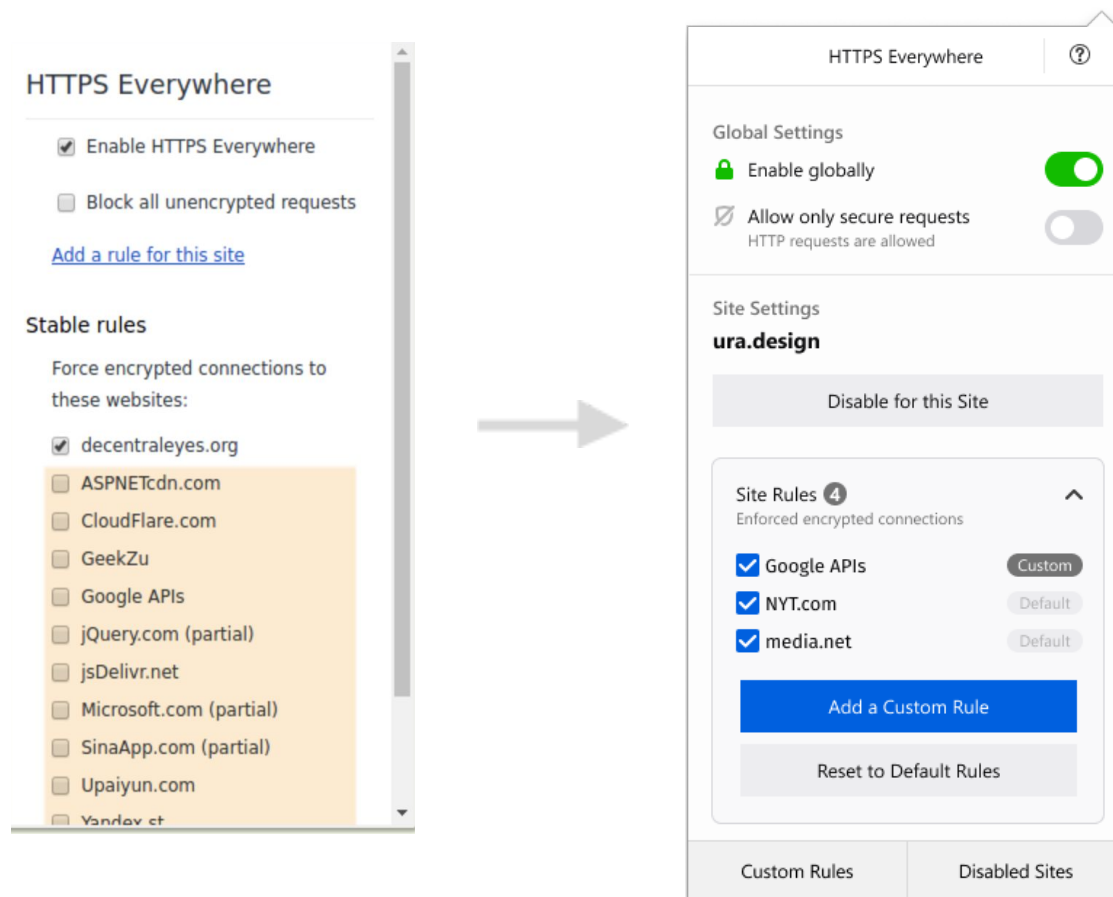 HTTPS Everywhere
Enable HTTPS Everywhere
Block all unencrypted requests
Add a rule for this site
Stable rules
Force encrypted connections to
these websites:
decentraleyes.org
ASPNETcdn.com
CloudFlare.com
GeekZu
Google APIs
jQuery.com (partial)
jsDelivr.net
Microsoft.com (partial)
SinaApp.com (partial)
Upaiyun.com
Yandex.st
HTTPS Everywhere
Global Settings
Enable globally
Allow only secure requests
HTTP requests are allowed
Site Settings
ura.design
Disable for this Site
Site Rules 4
Enforced encrypted connections
Google APIs Custom
NYT.com Default
media.net Default
Add a Custom Rule
Reset to Default Rules
Custom Rules Disabled Sites